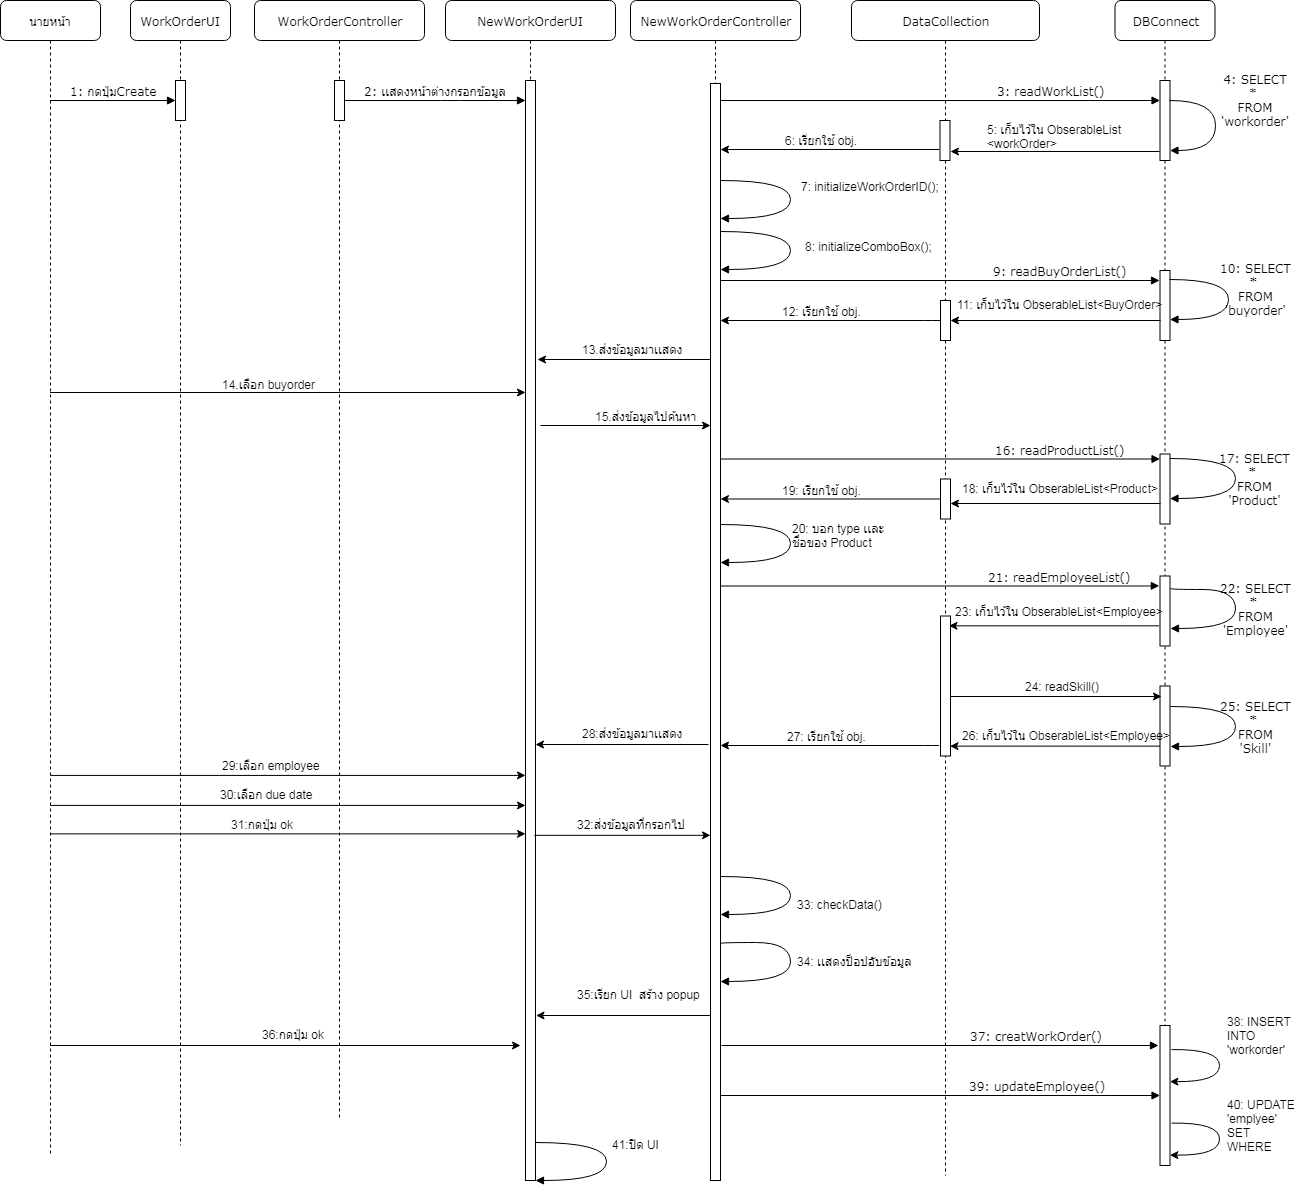 นายหน้า
WorkOrderUI
WorkOrderController
NewWorkOrderUI
NewWorkOrderController
DataCollection
DBConnect
1: กดปุ่มCreate
2: แสดงหน้าต่างกรอกข้อมูล
3: readWorkList()
4: SELECT
*
FROM
'workorder'
5: เก็บไว้ใน ObserableList
<workOrder>
6: เรียกใช้ obj.
7: initializeWorkOrderID();
8: initializeComboBox();
9: readBuyOrderList()
10: SELECT
*
FROM
'buyorder'
11: เก็บไว้ใน ObserableList<BuyOrder>
12: เรียกใช้ obj.
13.ส่งข้อมูลมาแสดง
14.เลือก buyorder
15.ส่งข้อมูลไปค้นหา
16: readProductList()
17: SELECT
*
FROM
'Product'
18: เก็บไว้ใน ObserableList<Product>
19: เรียกใช้ obj.
20: บอก type และ
ชื่อของ Product
21: readEmployeeList()
22: SELECT
*
FROM
'Employee'
23: เก็บไว้ใน ObserableList<Employee>
24: readSkill()
25: SELECT
*
FROM
'Skill'
26: เก็บไว้ใน ObserableList<Employee>
27: เรียกใช้ obj.
28:ส่งข้อมูลมาแสดง
29:เลือก employee
30:เลือก due date
31:กดปุ่ม ok
32:ส่งข้อมูลที่กรอกไป
33: checkData()
34: แสดงป๊อปอับข้อมูล
35:เรียก UI  สร้าง popup
36:กดปุ่ม ok
37: creatWorkOrder()
38: INSERT
INTO
'workorder'
39: updateEmployee()
40: UPDATE
'emplyee'
SET
WHERE
41:ปิด UI